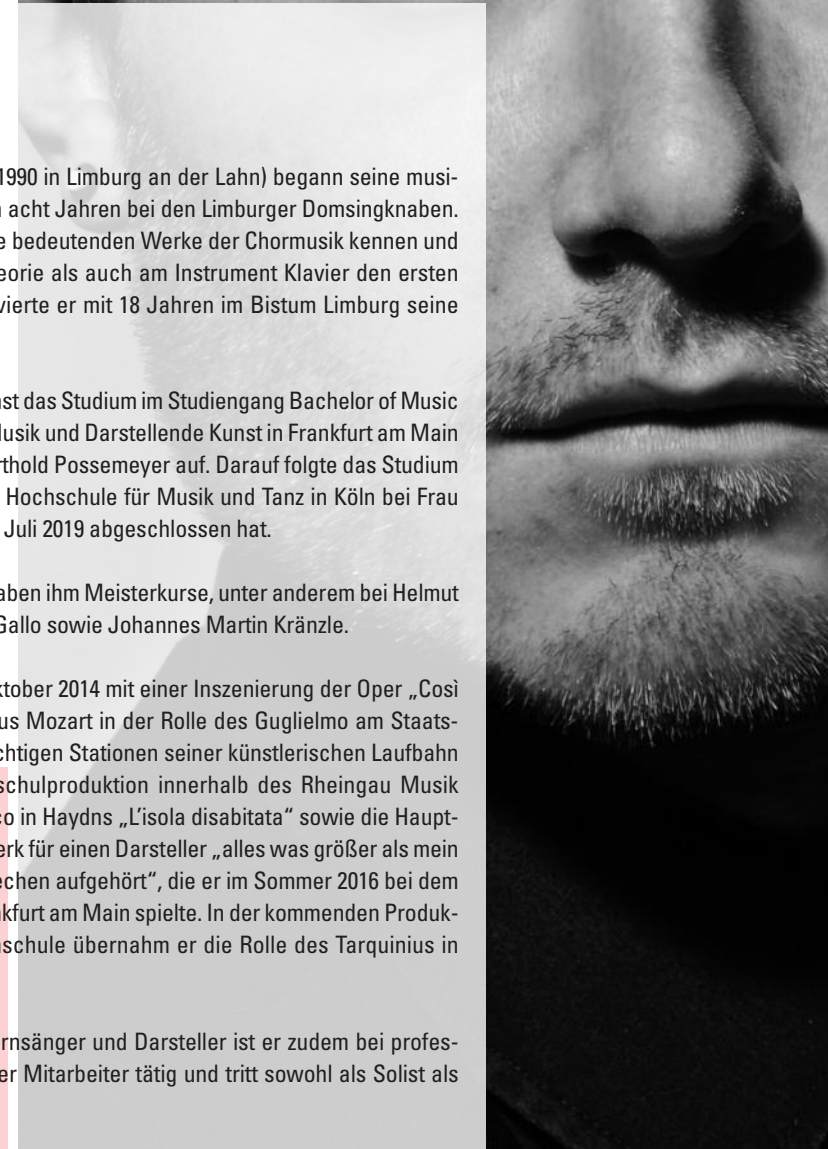 1990 in Limburg an der Lahn) begann seine musi-
acht Jahren bei den Limburger Domsingknaben.
bedeutenden Werke der Chormusik kennen und
eorie als auch am Instrument Klavier den ersten
vierte er mit 18 Jahren im Bistum Limburg seine
st das Studium im Studiengang Bachelor of Music
Musik und Darstellende Kunst in Frankfurt am Main
rthold Possemeyer auf. Darauf folgte das Studium
Hochschule für Musik und Tanz in Köln bei Frau
Juli 2019 abgeschlossen hat.
aben ihm Meisterkurse, unter anderem bei Helmut
Gallo sowie Johannes Martin Kränzle.
ktober 2014 mit einer Inszenierung der Oper „Così
us Mozart in der Rolle des Guglielmo am Staats-
chtigen Stationen seiner künstlerischen Laufbahn
schulproduktion innerhalb des Rheingau Musik
co in Haydns „L’isola disabitata“ sowie die Haupt-
erk für einen Darsteller „alles was größer als mein
echen aufgehört“, die er im Sommer 2016 bei dem
nkfurt am Main spielte. In der kommenden Produk-
schule übernahm er die Rolle des Tarquinius in
rnsänger und Darsteller ist er zudem bei profes-
er Mitarbeiter tätig und tritt sowohl als Solist als